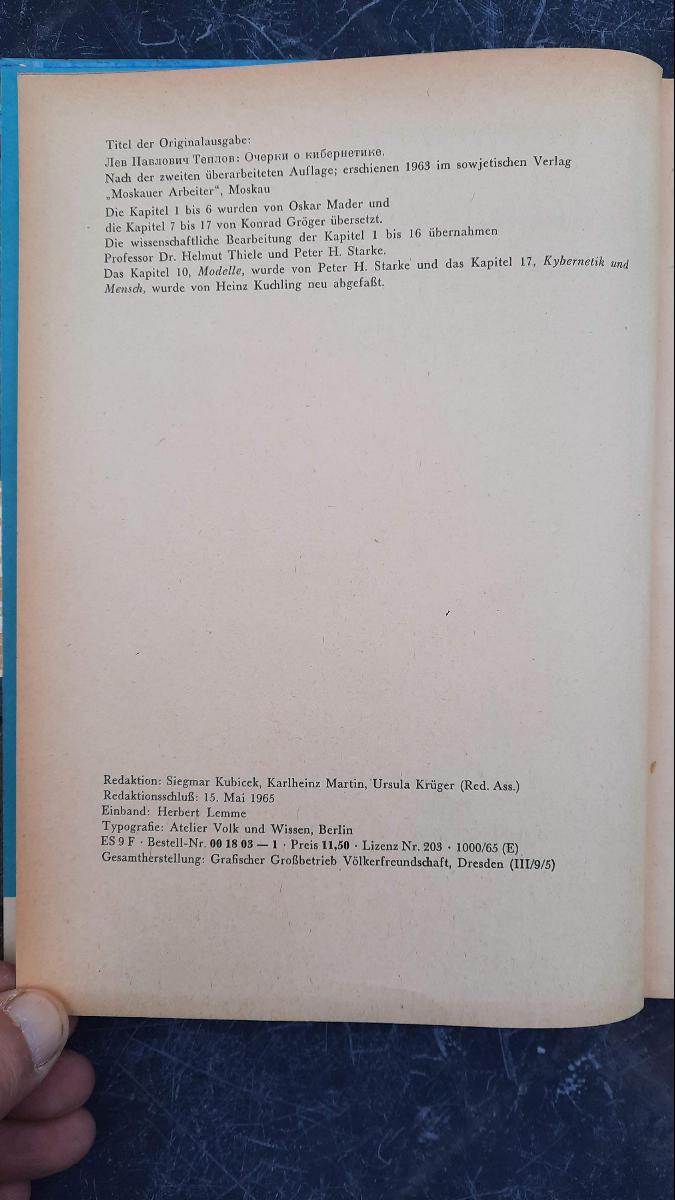 Titel der Originalausgabe:
Лев Павлович Теплов: Очерки о кибернетике.
Nach der zweiten überarbeiteten Auflage; erschienen 1963 im sowjetischen Verlag
„Moskauer Arbeiter“, Moskau
Die Kapitel 1 bis 6 wurden von Oskar Mader und
die Kapitel 7 bis 17 von Konrad Gröger übersetzt.
Die wissenschaftliche Bearbeitung der Kapitel 1 bis 16 übernahmen
Professor Dr. Helmut Thiele und Peter H. Starke.
Das Kapitel 10, Modelle, wurde von Peter H. Starke und das Kapitel 17, Kybernetik und
Mensch, wurde von Heinz Kuchling neu abgefaßt.
Redaktion: Siegmar Kubicek, Karlheinz Martin, Ursula Krüger (Red. Ass.)
Redaktionsschluß: 15. Mai 1965
Einband: Herbert Lemme
Typografie: Atelier Volk und Wissen, Berlin
ES 9 F · Bestell-Nr. 00 18 03 — 1 · Preis 11,50 · Lizenz Nr. 203 · 1000/65 (E)
Gesamtherstellung: Grafischer Großbetrieb Völkerfreundschaft, Dresden (III/9/5)